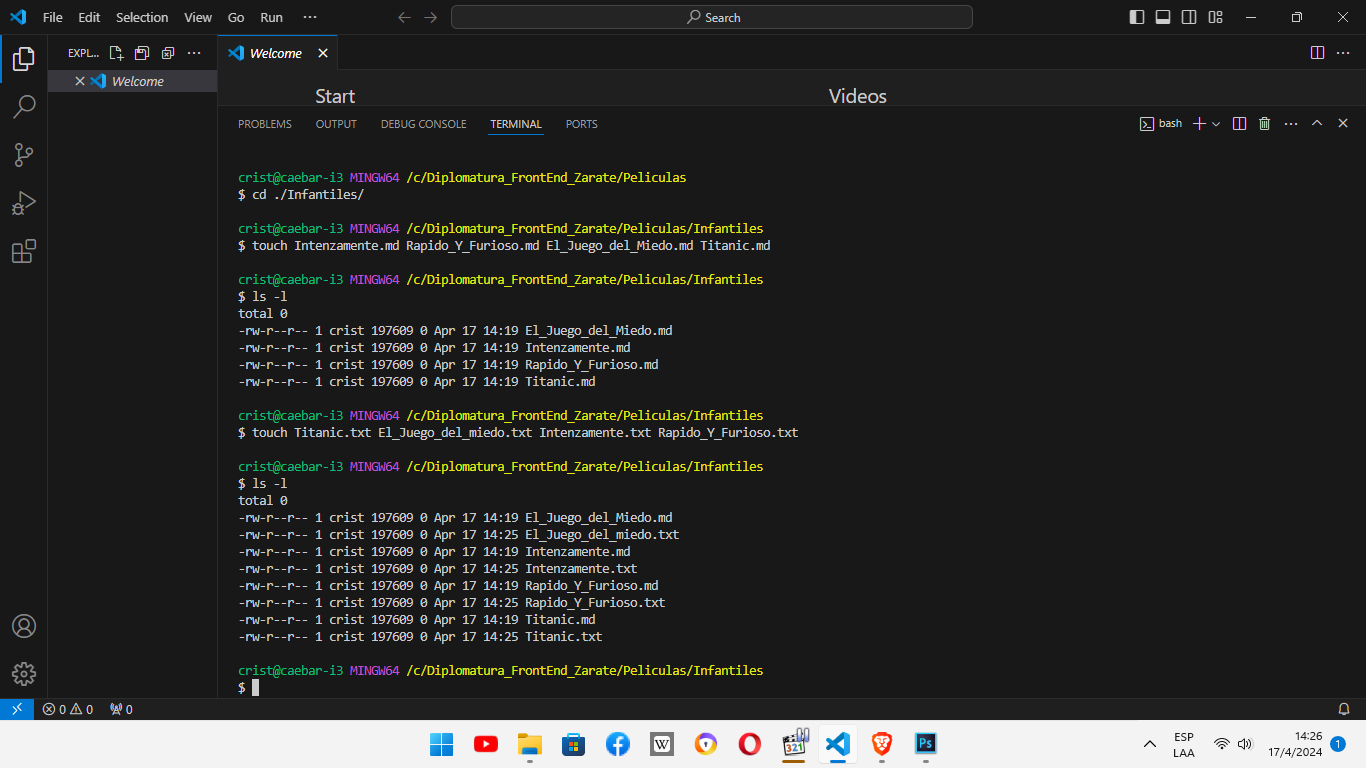 File Edit Selection View Go Run ··· Search
EXPL... Welcome
Welcome
Start Videos
PROBLEMS OUTPUT DEBUG CONSOLE TERMINAL PORTS bash
crist@caebar-i3 MINGW64 /c/Diplomatura_FrontEnd_Zarate/Peliculas
$ cd ./Infantiles/
crist@caebar-i3 MINGW64 /c/Diplomatura_FrontEnd_Zarate/Peliculas/Infantiles
$ touch Intenzamente.md Rapido_Y_Furioso.md El_Juego_del_Miedo.md Titanic.md
crist@caebar-i3 MINGW64 /c/Diplomatura_FrontEnd_Zarate/Peliculas/Infantiles
$ ls -l
total 0
-rw-r--r-- 1 crist 197609 0 Apr 17 14:19 El_Juego_del_Miedo.md
-rw-r--r-- 1 crist 197609 0 Apr 17 14:19 Intenzamente.md
-rw-r--r-- 1 crist 197609 0 Apr 17 14:19 Rapido_Y_Furioso.md
-rw-r--r-- 1 crist 197609 0 Apr 17 14:19 Titanic.md
crist@caebar-i3 MINGW64 /c/Diplomatura_FrontEnd_Zarate/Peliculas/Infantiles
$ touch Titanic.txt El_Juego_del_miedo.txt Intenzamente.txt Rapido_Y_Furioso.txt
crist@caebar-i3 MINGW64 /c/Diplomatura_FrontEnd_Zarate/Peliculas/Infantiles
$ ls -l
total 0
-rw-r--r-- 1 crist 197609 0 Apr 17 14:19 El_Juego_del_Miedo.md
-rw-r--r-- 1 crist 197609 0 Apr 17 14:25 El_Juego_del_miedo.txt
-rw-r--r-- 1 crist 197609 0 Apr 17 14:19 Intenzamente.md
-rw-r--r-- 1 crist 197609 0 Apr 17 14:25 Intenzamente.txt
-rw-r--r-- 1 crist 197609 0 Apr 17 14:19 Rapido_Y_Furioso.md
-rw-r--r-- 1 crist 197609 0 Apr 17 14:25 Rapido_Y_Furioso.txt
-rw-r--r-- 1 crist 197609 0 Apr 17 14:19 Titanic.md
-rw-r--r-- 1 crist 197609 0 Apr 17 14:25 Titanic.txt
crist@caebar-i3 MINGW64 /c/Diplomatura_FrontEnd_Zarate/Peliculas/Infantiles
$
0 0 0
W 321 Ps
ESP 14:26
LAA 17/4/2024 1